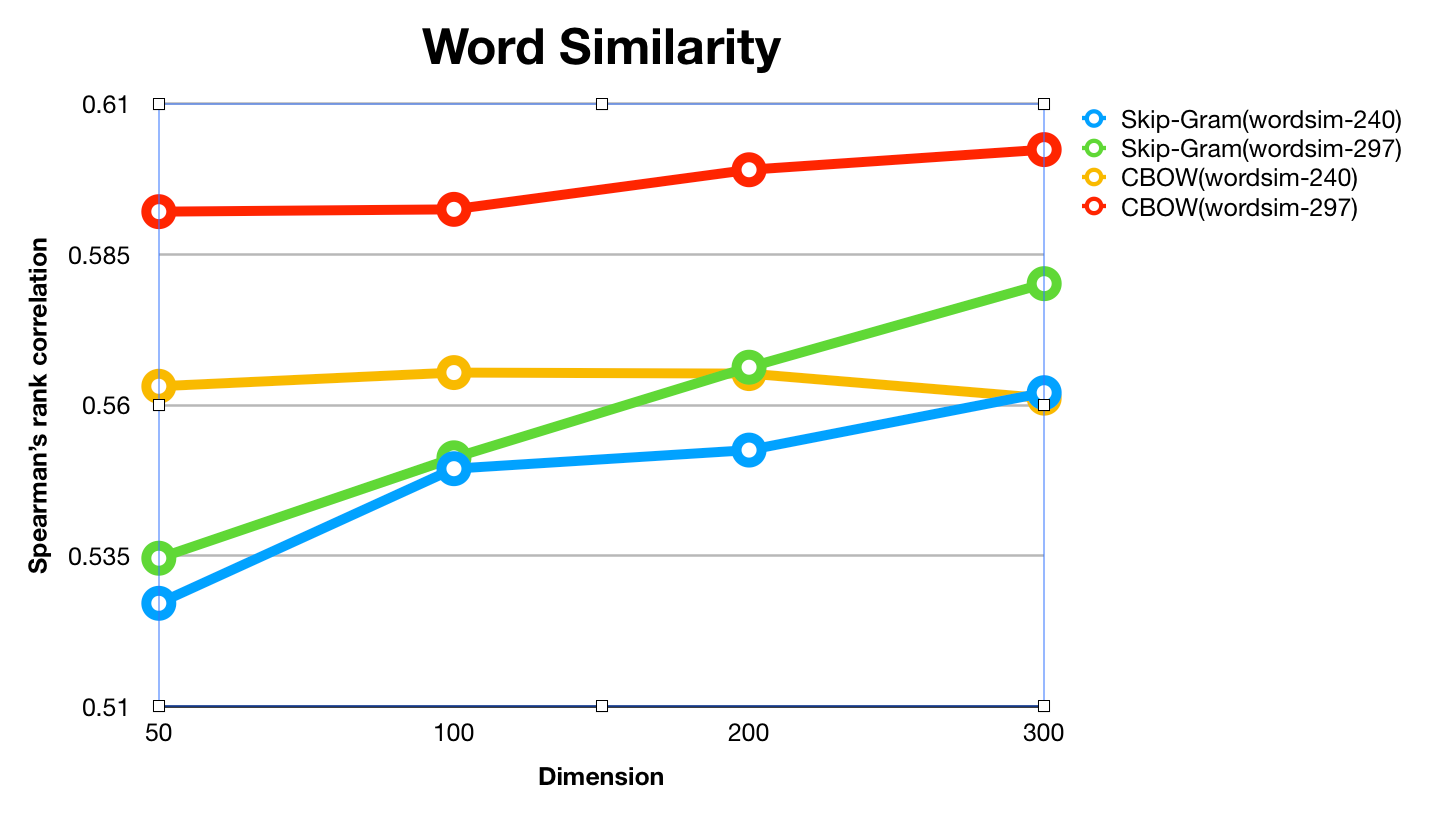 Word Similarity
0.61
0.585
0.56
0.535
0.51
Spearman’s rank correlation
50
100
200
300
Dimension
Skip-Gram(wordsim-240)
Skip-Gram(wordsim-297)
CBOW(wordsim-240)
CBOW(wordsim-297)